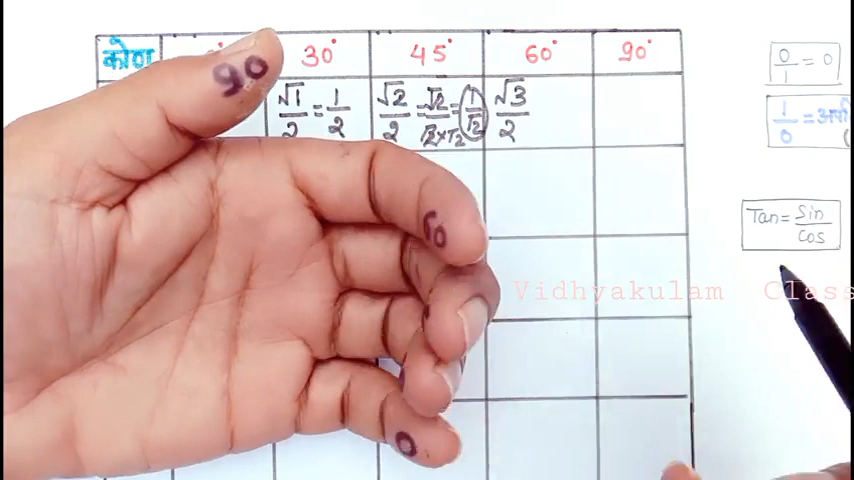 कोण 30° 45° 60° 90°
√1/2 = 1/2 √2/2 = √2/√2×√2 = 1/√2 √3/2
0/1 = 0
1/0 =
Tan = Sin/Cos
90
60
0
Vidhyakulam Class